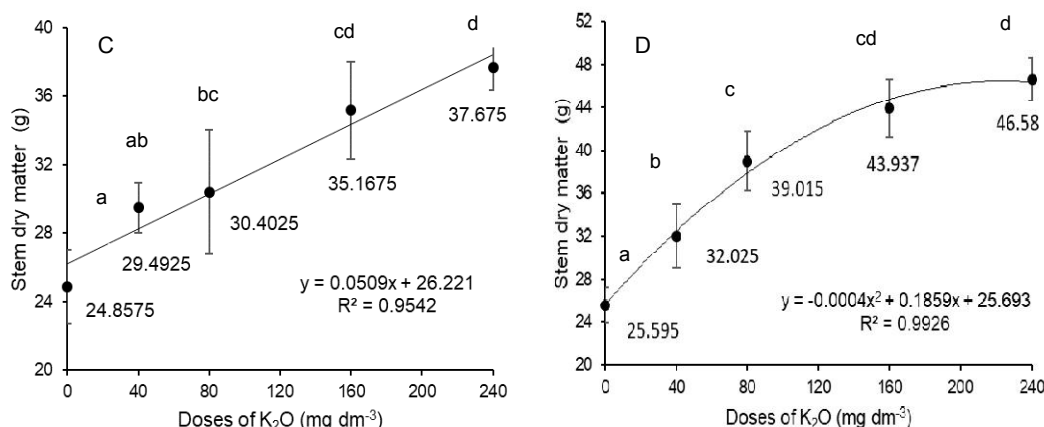 C
Stem dry matter (g)
40
36
32
28
24
20
a
ab
bc
cd
d
24.8575
29.4925
30.4025
35.1675
37.675
y = 0.0509x + 26.221
R² = 0.9542
0 40 80 120 160 200 240
Doses of K₂O (mg dm⁻³)
D
Stem dry matter (g)
52
48
44
40
36
32
28
24
20
a
b
c
cd
d
25.595
32.025
39.015
43.937
46.58
y = -0.0004x² + 0.1859x + 25.693
R² = 0.9926
0 40 80 120 160 200 240
Doses of K₂O (mg dm⁻³)